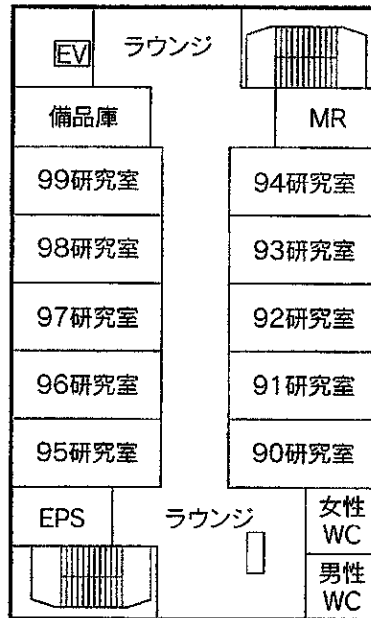 EV
ラウンジ
備品庫
MR
99研究室
94研究室
98研究室
93研究室
97研究室
92研究室
96研究室
91研究室
95研究室
90研究室
EPS
ラウンジ
女性
WC
男性
WC